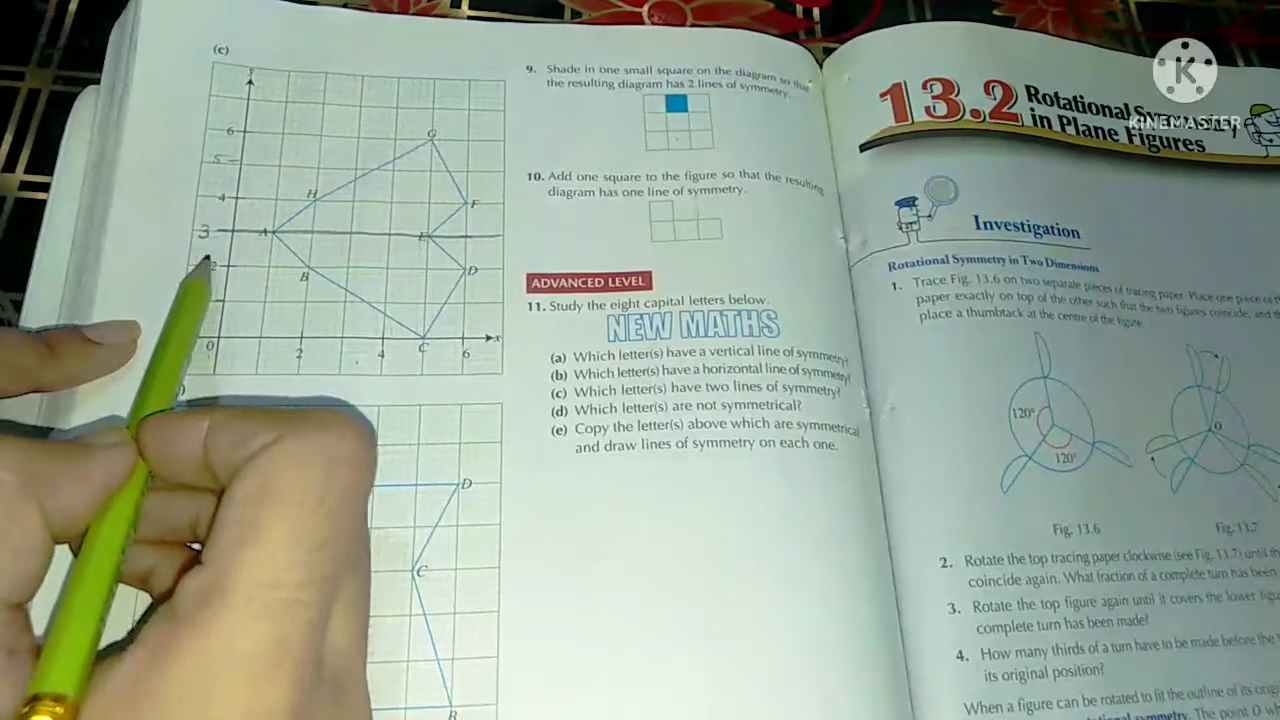 (c)
y
6
5
4
3
2
0
2
4
6
x
G
H
F
A
E
B
D
C
D
C
B
9. Shade in one small square on the diagram so that
the resulting diagram has 2 lines of symmetry.
10. Add one square to the figure so that the resulting
diagram has one line of symmetry.
ADVANCED LEVEL
11. Study the eight capital letters below.
NEW MATHS
(a) Which letter(s) have a vertical line of symmetry?
(b) Which letter(s) have a horizontal line of symmetry?
(c) Which letter(s) have two lines of symmetry?
(d) Which letter(s) are not symmetrical?
(e) Copy the letter(s) above which are symmetrical
and draw lines of symmetry on each one.
13.2 Rotational Symmetry
in Plane Figures
K
KINEMASTER
Investigation
Rotational Symmetry in Two Dimensions
1. Trace Fig. 13.6 on two separate pieces of tracing paper. Place one piece of
paper exactly on top of the other such that the two figures coincide, and
place a thumbtack at the centre of the figure.
120°
120°
O
Fig. 13.6
Fig. 13.7
2. Rotate the top tracing paper clockwise (see Fig. 13.7) until
coincide again. What fraction of a complete turn has been
3. Rotate the top figure again until it covers the lower
complete turn has been made?
4. How many thirds of a turn have to be made before the
its original position?
When a figure can be rotated to fit the outline of its
symmetry. The point O